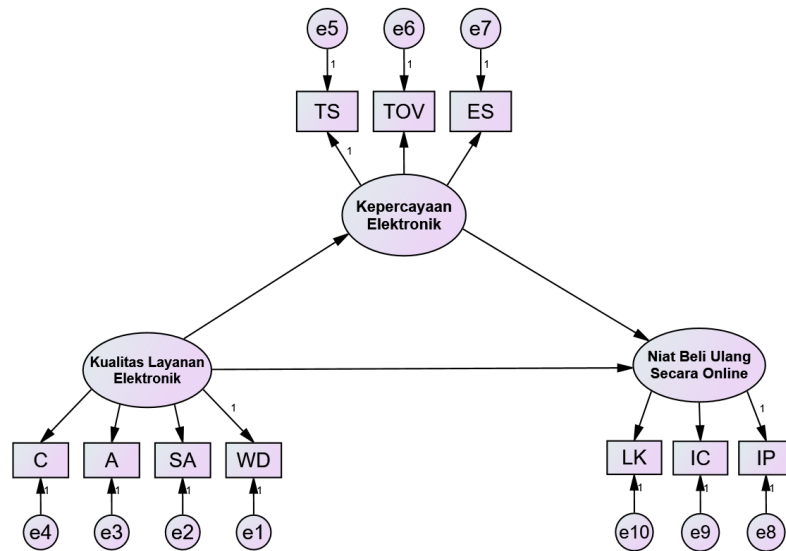 e5 e6 e7
1 1 1
TS TOV ES
1
Kepercayaan
Elektronik
Kualitas Layanan
Elektronik
Niat Beli Ulang
Secara Online
1 1
C A SA WD
LK IC IP
1 1 1 1
1 1 1
e4 e3 e2 e1
e10 e9 e8